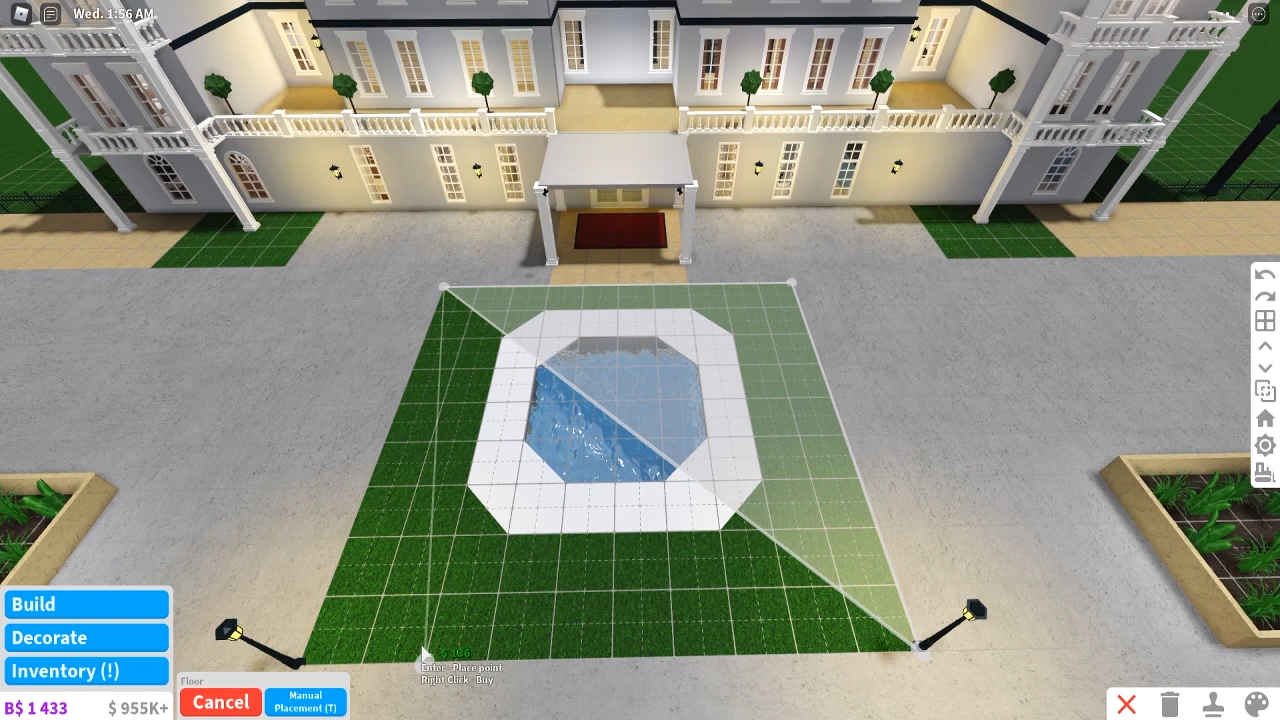 Wed. 1:56 AM
$186
Enter - Place point
Right Click - Buy
Build
Decorate
Inventory (!)
B$ 1 433
$ 955K+
Floor
Cancel
Manual
Placement (T)